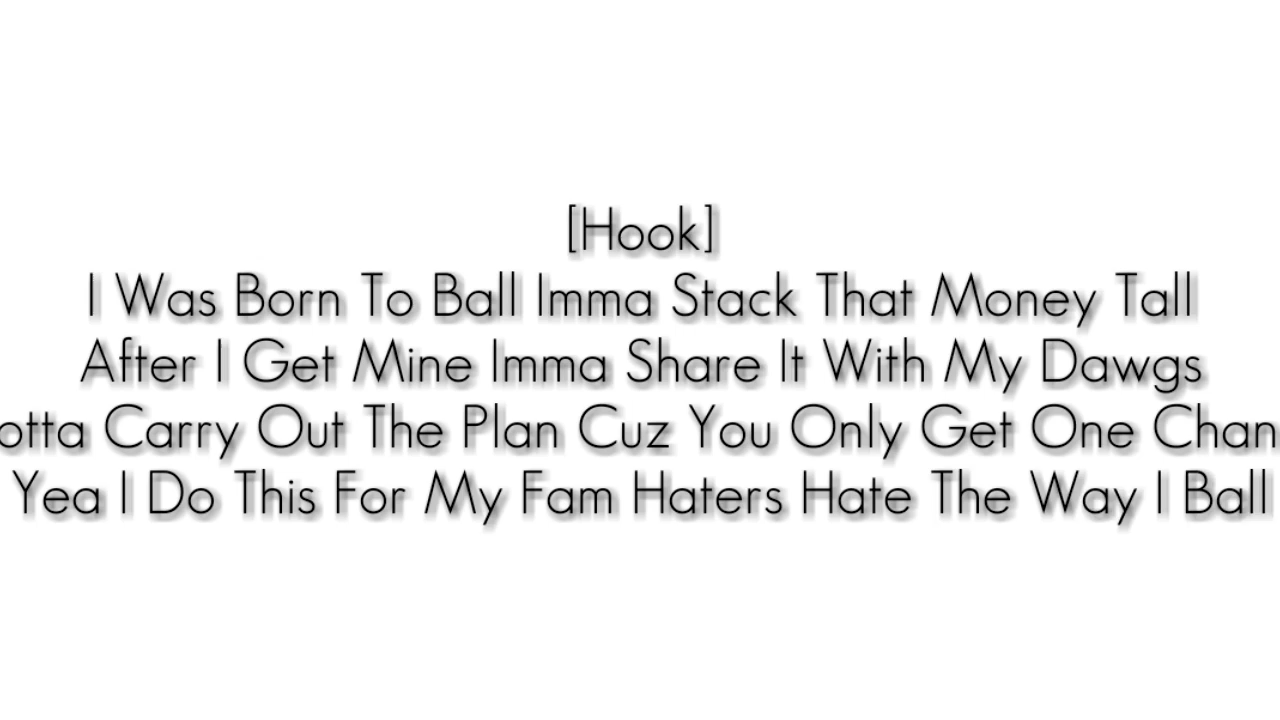 [Hook]
I Was Born To Ball Imma Stack That Money Tall
After I Get Mine Imma Share It With My Dawgs
otta Carry Out The Plan Cuz You Only Get One Chan
Yea I Do This For My Fam Haters Hate The Way I Ball